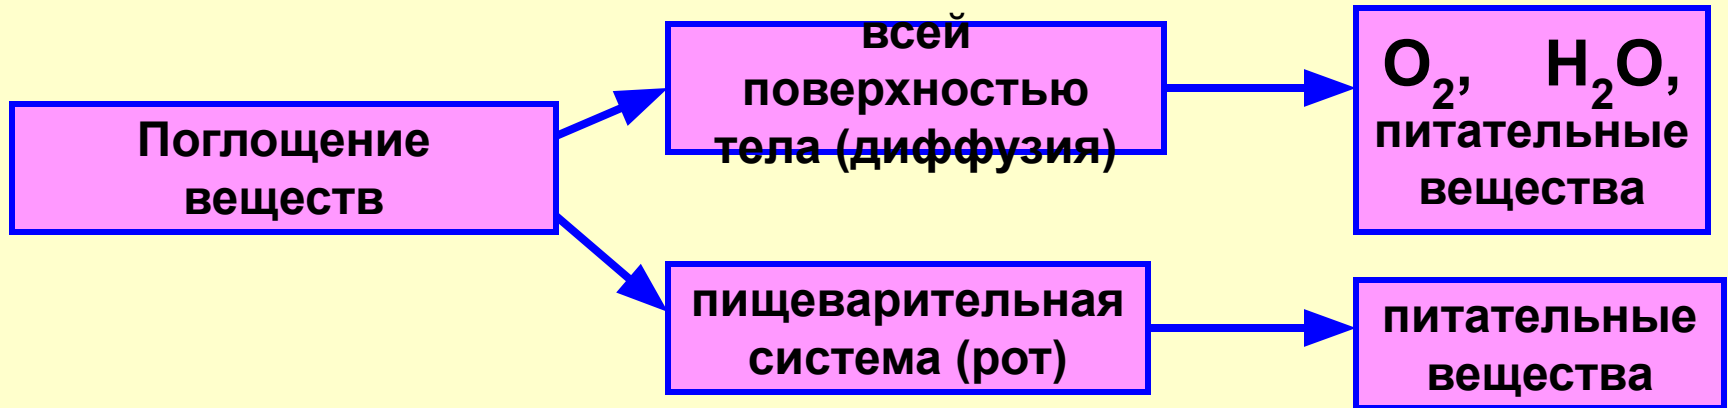 Поглощение
веществ
всей
поверхностью
тела (диффузия)
O₂, H₂O,
питательные
вещества
пищеварительная
система (рот)
питательные
вещества